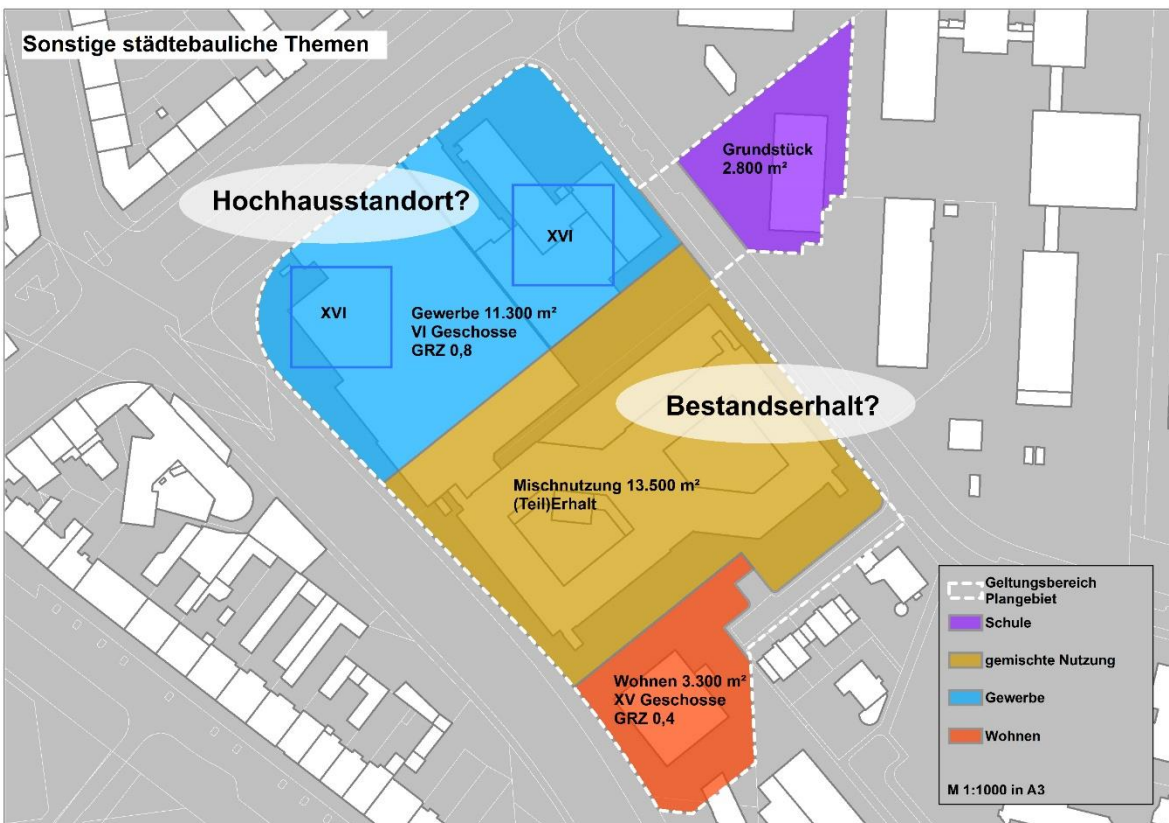 Sonstige städtebauliche Themen
Grundstück
2.800 m²
Hochhausstandort?
XVI
XVI
Gewerbe 11.300 m²
VI Geschosse
GRZ 0,8
Bestandserhalt?
Mischnutzung 13.500 m²
(Teil)Erhalt
Wohnen 3.300 m²
XV Geschosse
GRZ 0,4
Geltungsbereich
Plangebiet
Schule
gemischte Nutzung
Gewerbe
Wohnen
M 1:1000 in A3